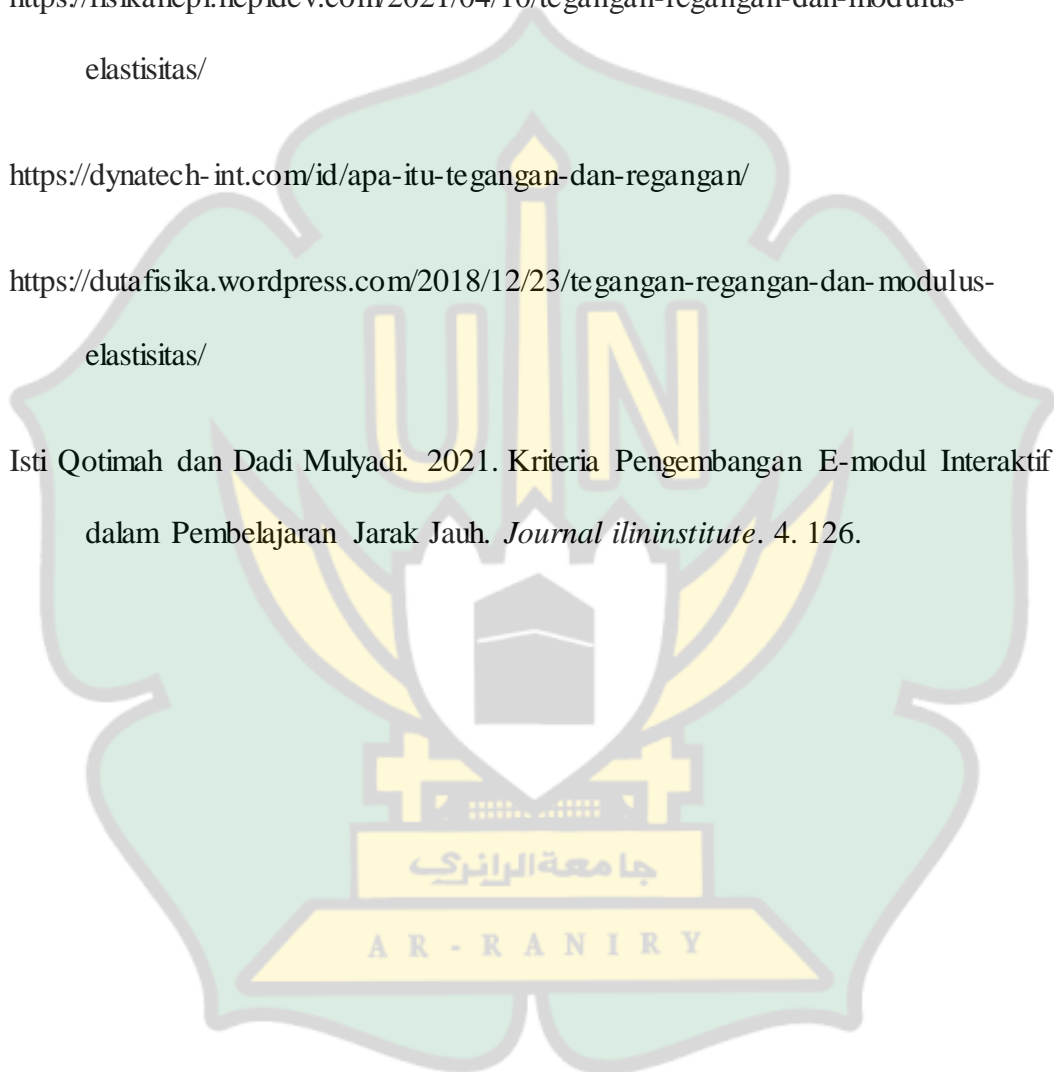 elastisitas/
https://dynatech-int.com/id/apa-itu-tegangan-dan-regangan/
https://dutafisika.wordpress.com/2018/12/23/tegangan-regangan-dan-modulus-
elastisitas/
Isti Qotimah dan Dadi Mulyadi. 2021. Kriteria Pengembangan E-modul Interaktif
dalam Pembelajaran Jarak Jauh. Journal ilininstitute. 4. 126.
UIN
جامعة الرانري
AR-RANIRY